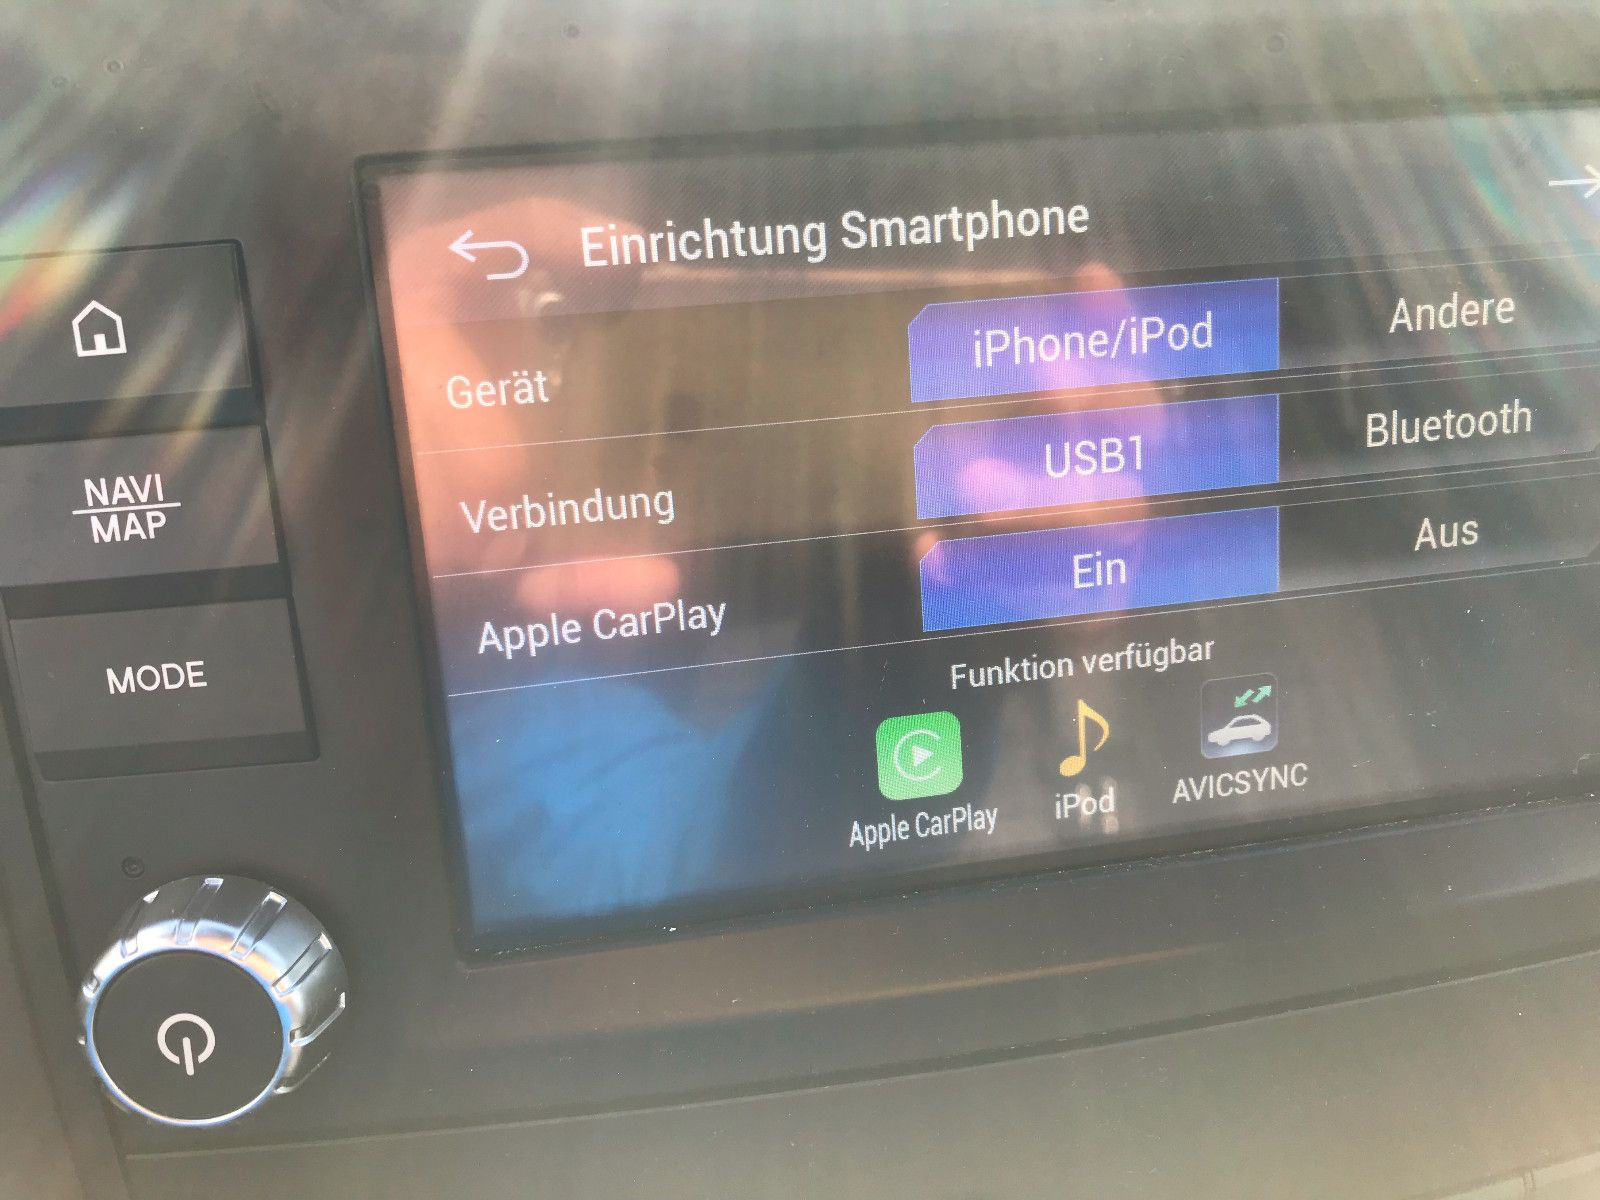 Einrichtung Smartphone
Gerät iPhone/iPod Andere
Verbindung USB1 Bluetooth
Apple CarPlay Ein Aus
Funktion verfügbar
Apple CarPlay iPod AVICSYNC
NAVI
MAP
MODE